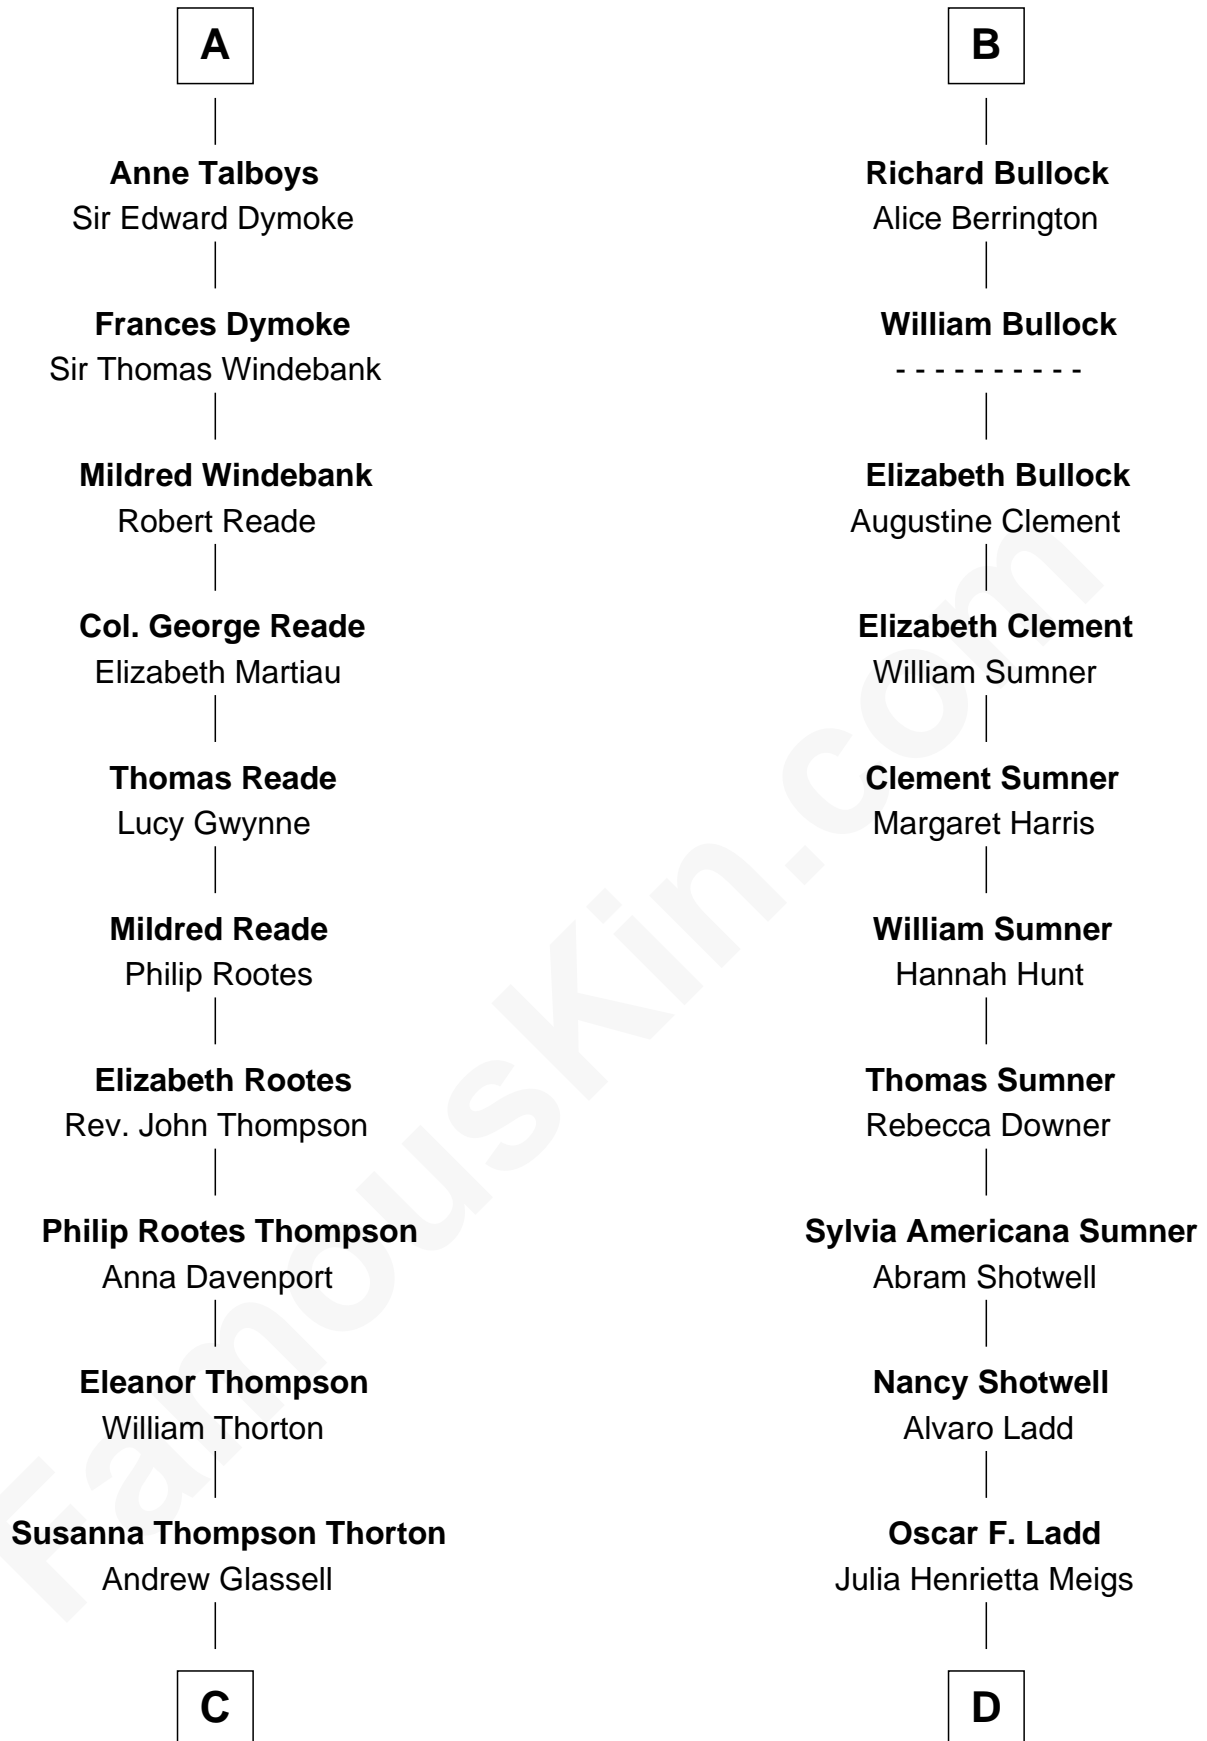 A
Anne Talboys
Sir Edward Dymoke
Frances Dymoke
Sir Thomas Windebank
Mildred Windebank
Robert Reade
Col. George Reade
Elizabeth Martiau
Thomas Reade
Lucy Gwynne
Mildred Reade
Philip Rootes
Elizabeth Rootes
Rev. John Thompson
Philip Rootes Thompson
Anna Davenport
Eleanor Thompson
William Thorton
Susanna Thompson Thorton
Andrew Glassell
C
B
Richard Bullock
Alice Berrington
William Bullock
- - - - - - - - - -
Elizabeth Bullock
Augustine Clement
Elizabeth Clement
William Sumner
Clement Sumner
Margaret Harris
William Sumner
Hannah Hunt
Thomas Sumner
Rebecca Downer
Sylvia Americana Sumner
Abram Shotwell
Nancy Shotwell
Alvaro Ladd
Oscar F. Ladd
Julia Henrietta Meigs
D
FamousKin.com